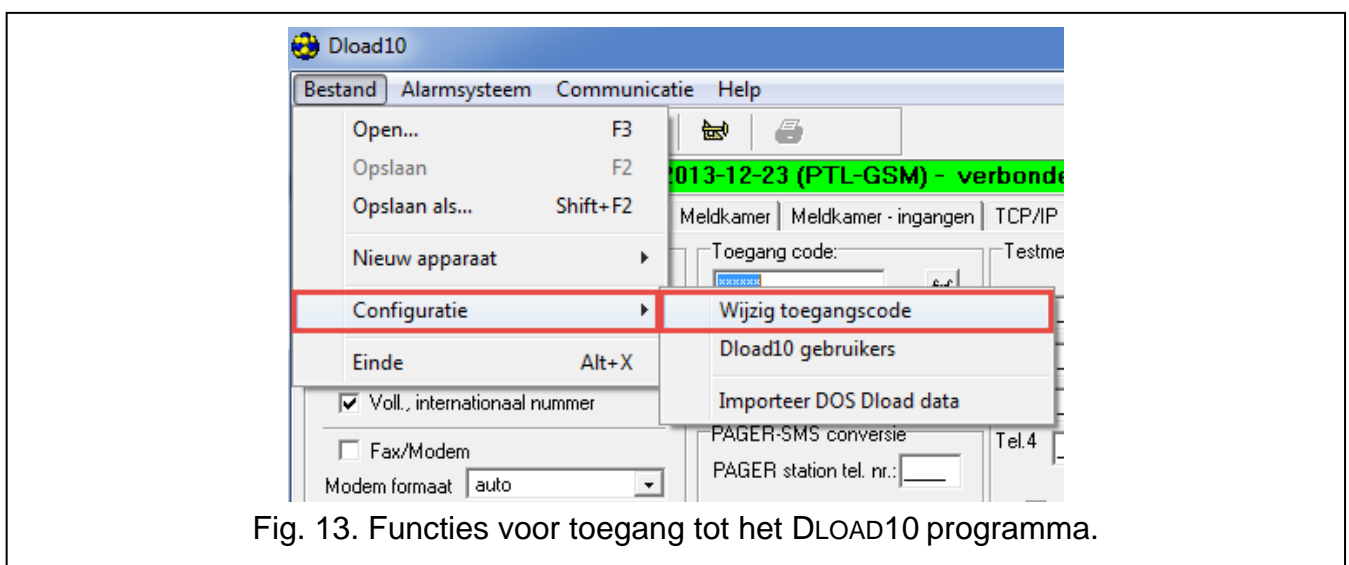 Dload10
Bestand Alarmsysteem Communicatie Help
Open... F3
Opslaan F2
Opslaan als... Shift+F2
Nieuw apparaat
Configuratie
Einde Alt+X
Wijzig toegangscode
Dload10 gebruikers
Importeer DOS Dload data
013-12-23 (PTL-GSM) - verbonde
Meldkamer Meldkamer - ingangen TCP/IP
Toegang code:
xxxxxx
Testme
Voll., internationaal nummer
Fax/Modem
Modem formaat auto
PAGER-SMS conversie
PAGER station tel. nr.:
Tel.4
Fig. 13. Functies voor toegang tot het DLOAD10 programma.